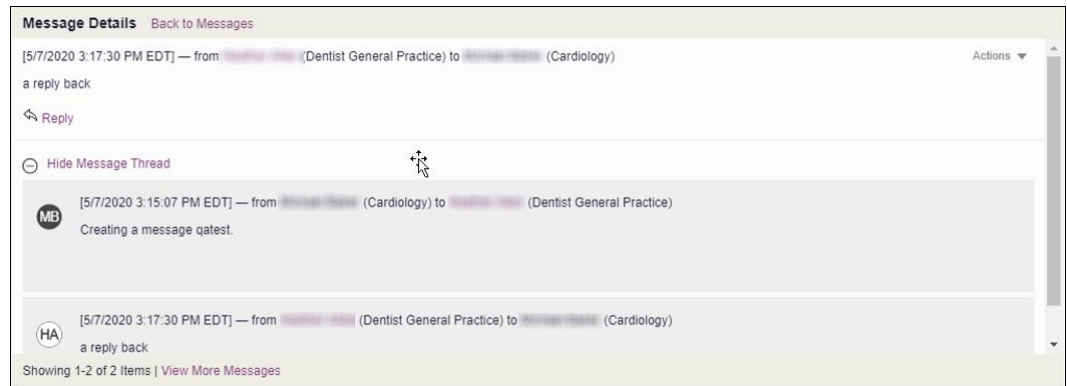 Message Details Back to Messages
[5/7/2020 3:17:30 PM EDT] — from (Dentist General Practice) to (Cardiology) Actions
a reply back
Reply
Hide Message Thread
[5/7/2020 3:15:07 PM EDT] — from (Cardiology) to (Dentist General Practice)
MB
Creating a message qatest.
[5/7/2020 3:17:30 PM EDT] — from (Dentist General Practice) to (Cardiology)
HA
a reply back
Showing 1-2 of 2 Items | View More Messages